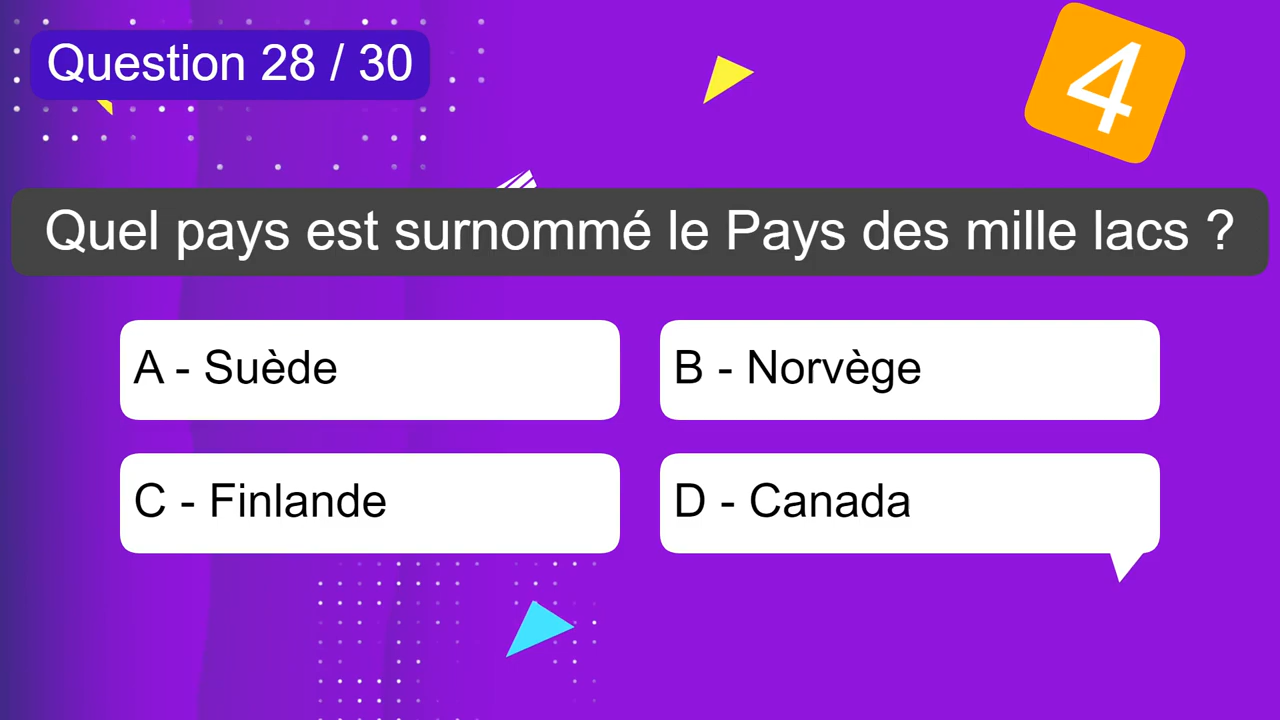 Question 28 / 30
4
Quel pays est surnommé le Pays des mille lacs ?
A - Suède
B - Norvège
C - Finlande
D - Canada